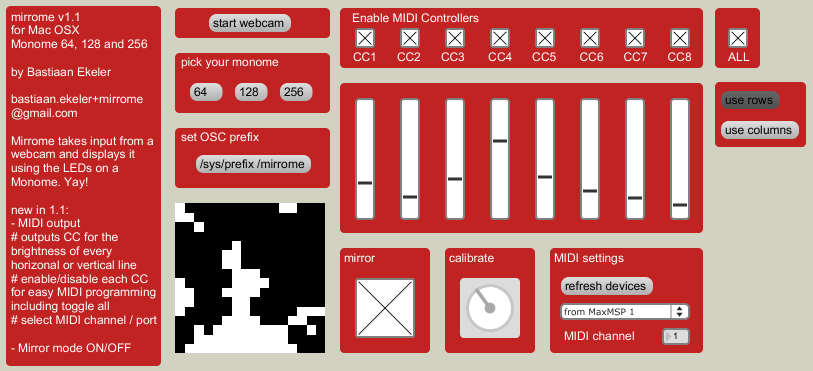 mirrome v1.1
for Mac OSX
Monome 64, 128 and 256
by Bastiaan Ekeler
bastiaan.ekeler+mirrome
@gmail.com
Mirrome takes input from a
webcam and displays it
using the LEDs on a
Monome. Yay!
new in 1.1:
- MIDI output
# outputs CC for the
brightness of every
horizonal or vertical line
# enable/disable each CC
for easy MIDI programming
including toggle all
# select MIDI channel / port
- Mirror mode ON/OFF
start webcam
pick your monome
64 128 256
set OSC prefix
/sys/prefix /mirrome
Enable MIDI Controllers
CC1 CC2 CC3 CC4 CC5 CC6 CC7 CC8
ALL
use rows
use columns
mirror
calibrate
MIDI settings
refresh devices
from MaxMSP 1
MIDI channel 1